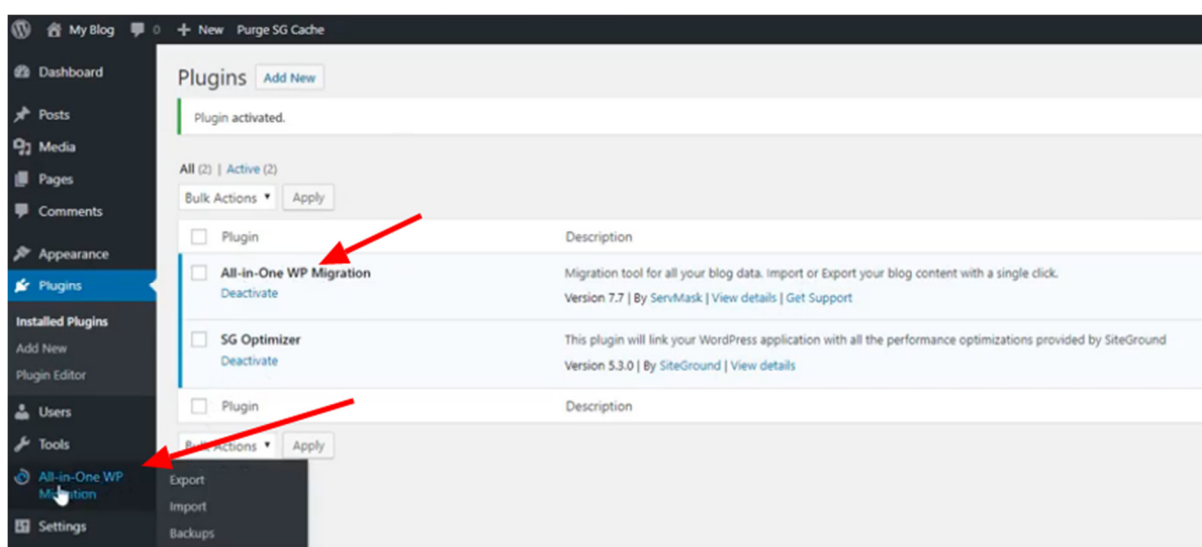 My Blog 0 + New Purge SG Cache
Dashboard
Posts
Media
Pages
Comments
Appearance
Plugins
Installed Plugins
Add New
Plugin Editor
Users
Tools
All-in-One WP
Migration
Settings
Export
Import
Backups
Plugins Add New
Plugin activated.
All (2) | Active (2)
Bulk Actions Apply
Plugin Description
All-in-One WP Migration Migration tool for all your blog data. Import or Export your blog content with a single click.
Deactivate Version 7.7 | By ServMask | View details | Get Support
SG Optimizer This plugin will link your WordPress application with all the performance optimizations provided by SiteGround
Deactivate Version 5.3.0 | By SiteGround | View details
Plugin Description
Bulk Actions Apply